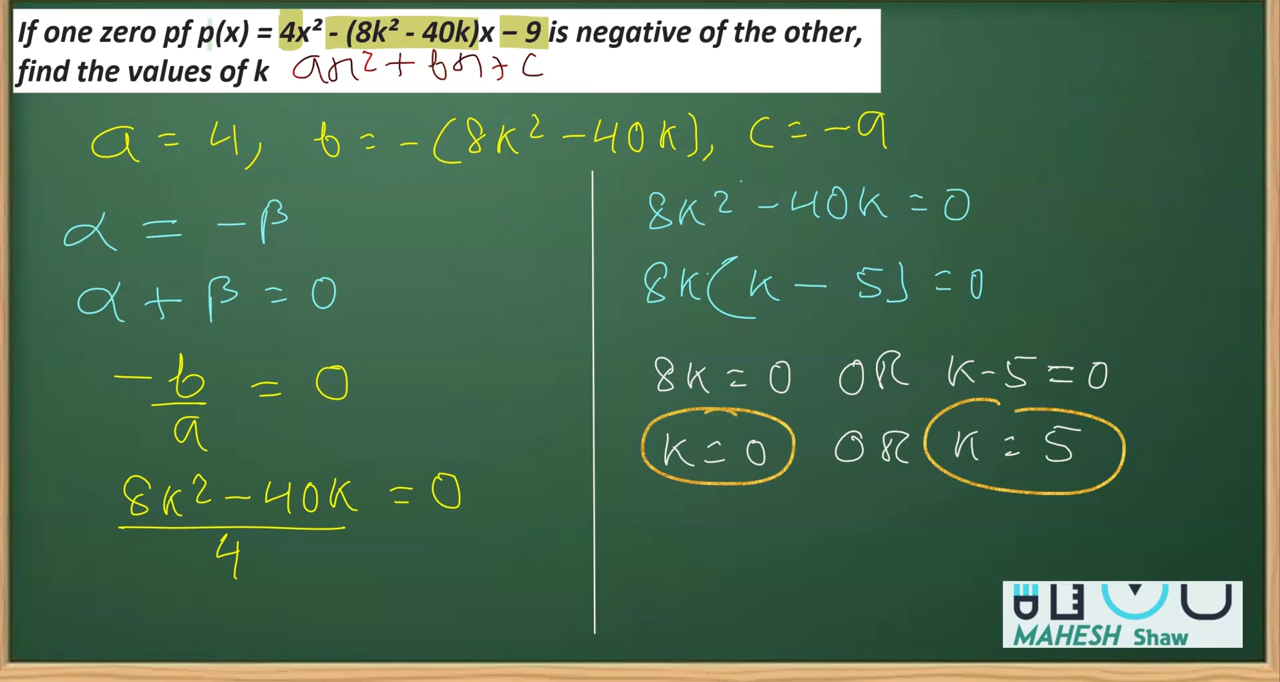 If one zero pf p(x) = 4x² - (8k² - 40k)x – 9 is negative of the other,
find the values of k ax² + bx + c
a = 4, b = -(8k² - 40k), c = -9
α = -β
α + β = 0
-b/a = 0
(8k² - 40k)/4 = 0
8k² - 40k = 0
8k(k - 5) = 0
8k = 0 OR k - 5 = 0
k = 0 OR k = 5
MAHESH Shaw